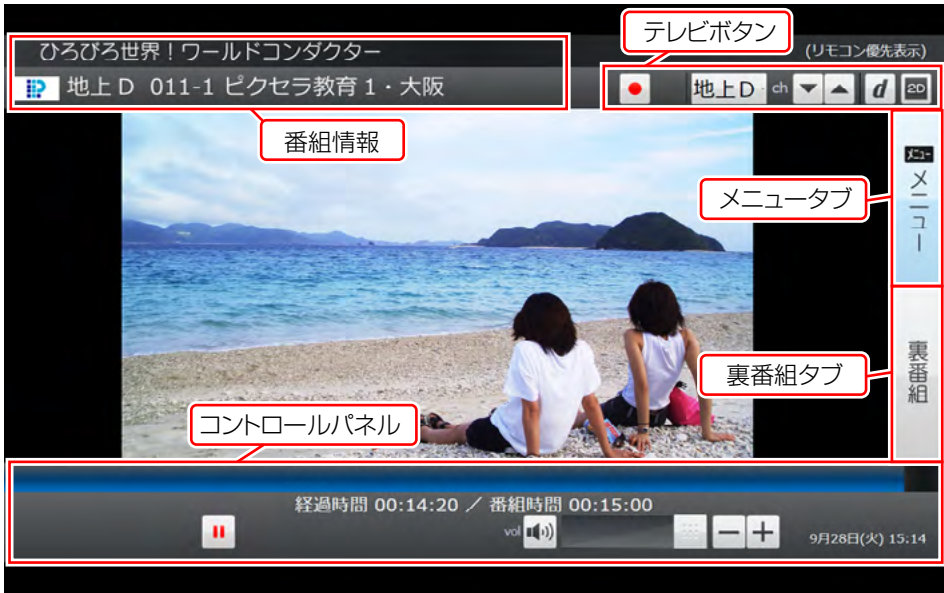 テレビボタン
ひろびろ世界！ワールドコンダクター
(リモコン優先表示)
地上D 011-1 ピクセラ教育1・大阪
地上D ch d 2D
番組情報
メニュー
メニュー
メニュータブ
裏番組
裏番組タブ
コントロールパネル
経過時間 00:14:20 ／ 番組時間 00:15:00
vol
9月28日(火) 15:14